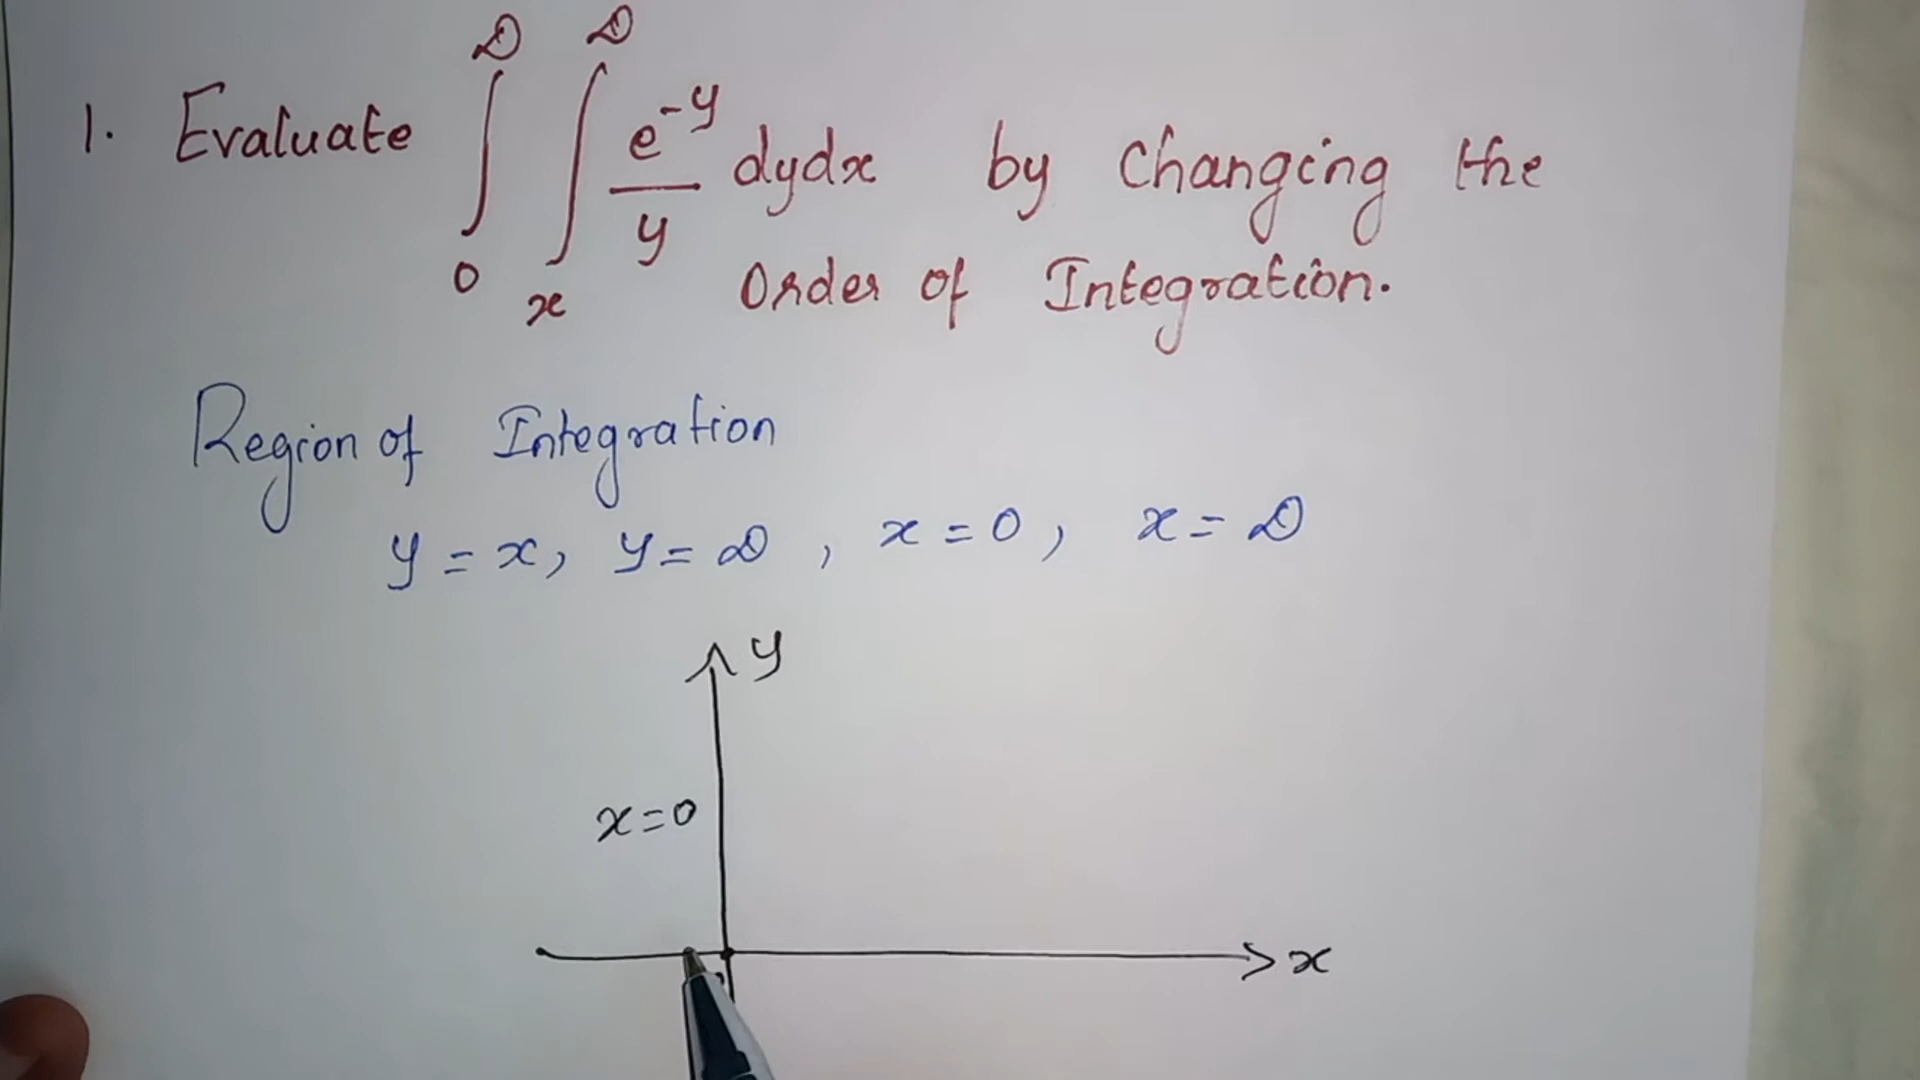 1. Evaluate ∫₀^∞ ∫ₓ^∞ e^-y/y dydx by changing the
Order of Integration.
Region of Integration
y = x, y = ∞, x = 0, x = ∞
y
x=0
x